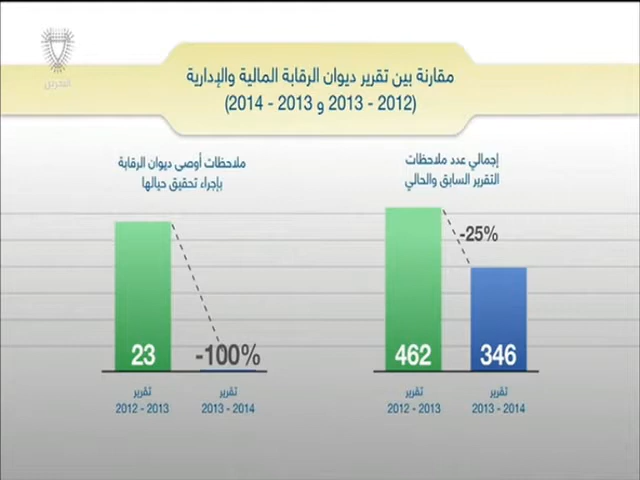 البحرين
مقارنة بين تقرير ديوان الرقابة المالية والإدارية
(2012 - 2013 و 2013 - 2014)
إجمالي عدد ملاحظات
التقرير السابق والحالي
-25%
462
346
تقرير
2012 - 2013
تقرير
2013 - 2014
ملاحظات أوصى ديوان الرقابة
بإجراء تحقيق حيالها
23
-100%
تقرير
2012 - 2013
تقرير
2013 - 2014